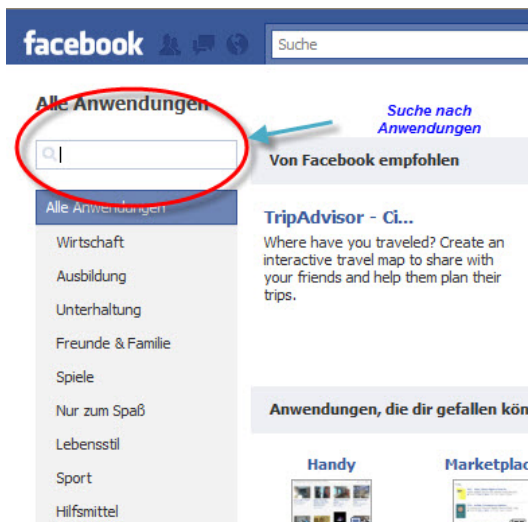 facebook
Suche
Alle Anwendungen
Suche nach
Anwendungen
Von Facebook empfohlen
Alle Anwendungen
Wirtschaft
Ausbildung
Unterhaltung
Freunde & Familie
Spiele
Nur zum Spaß
Lebensstil
Sport
Hilfsmittel
TripAdvisor - Ci...
Where have you traveled? Create an
interactive travel map to share with
your friends and help them plan their
trips.
Anwendungen, die dir gefallen kön
Handy
Marketplac